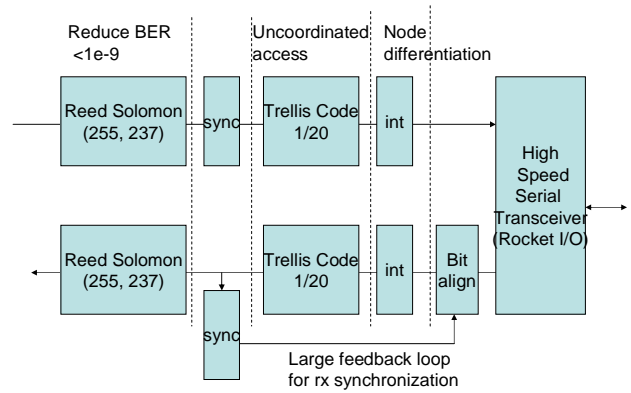 Reduce BER
<1e-9
Uncoordinated
access
Node
differentiation
Reed Solomon
(255, 237)
sync
Trellis Code
1/20
int
High
Speed
Serial
Transceiver
(Rocket I/O)
Reed Solomon
(255, 237)
sync
Trellis Code
1/20
int
Bit
align
Large feedback loop
for rx synchronization